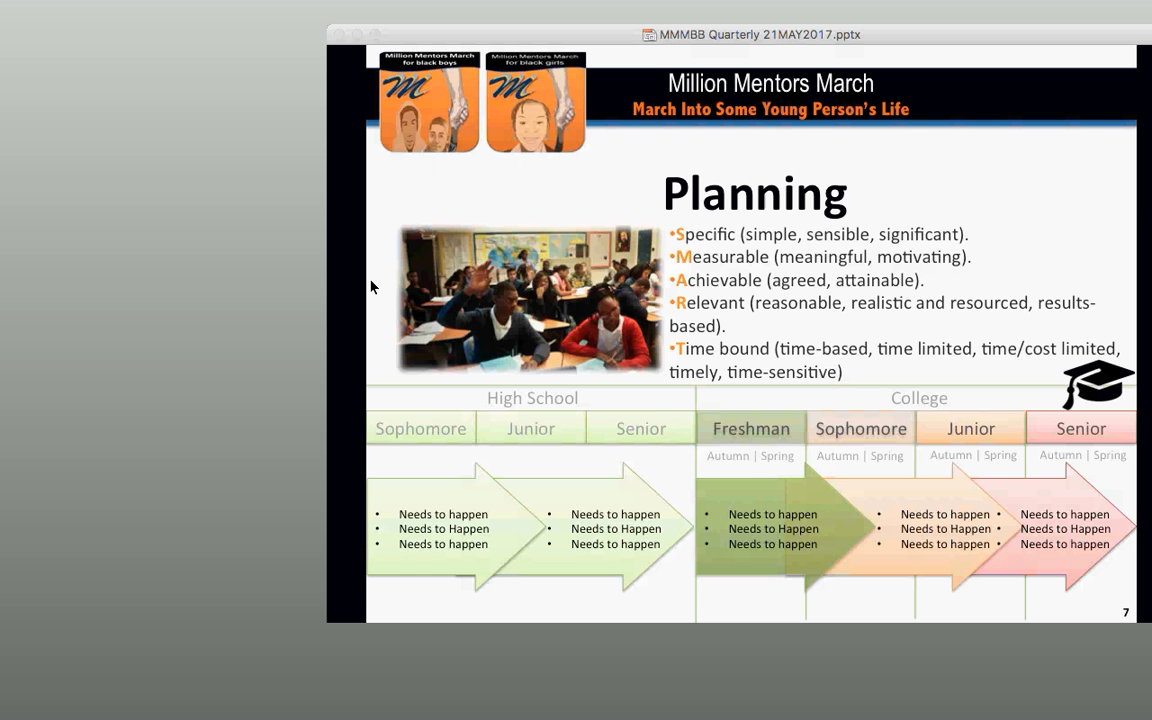 MMMBB Quarterly 21MAY2017.pptx
Million Mentors March
for black boys
Million Mentors March
for black girls
Million Mentors March
March Into Some Young Person's Life
Planning
•Specific (simple, sensible, significant).
•Measurable (meaningful, motivating).
•Achievable (agreed, attainable).
•Relevant (reasonable, realistic and resourced, results-
based).
•Time bound (time-based, time limited, time/cost limited,
timely, time-sensitive)
High School
College
Sophomore
Junior
Senior
Freshman
Sophomore
Junior
Senior
Autumn | Spring
Autumn | Spring
Autumn | Spring
Autumn | Spring
• Needs to happen
• Needs to Happen
• Needs to happen
• Needs to happen
• Needs to Happen
• Needs to happen
• Needs to happen
• Needs to Happen
• Needs to happen
• Needs to happen
• Needs to Happen
• Needs to happen
• Needs to happen
• Needs to Happen
• Needs to happen
7